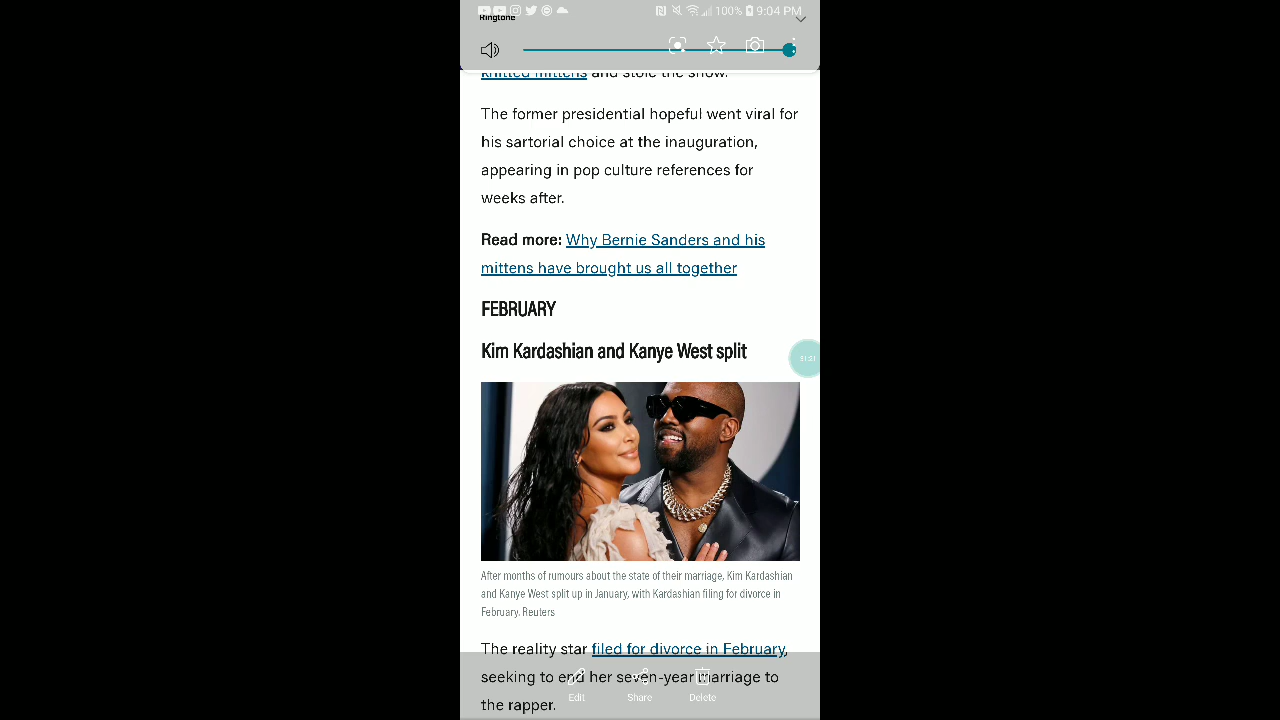 100% 9:04 PM
Ringtone
knitted mittens and stole the show.
The former presidential hopeful went viral for
his sartorial choice at the inauguration,
appearing in pop culture references for
weeks after.
Read more: Why Bernie Sanders and his
mittens have brought us all together
FEBRUARY
Kim Kardashian and Kanye West split
After months of rumours about the state of their marriage, Kim Kardashian
and Kanye West split up in January, with Kardashian filing for divorce in
February. Reuters
The reality star filed for divorce in February,
seeking to end her seven-year marriage to
Edit Share Delete
the rapper.